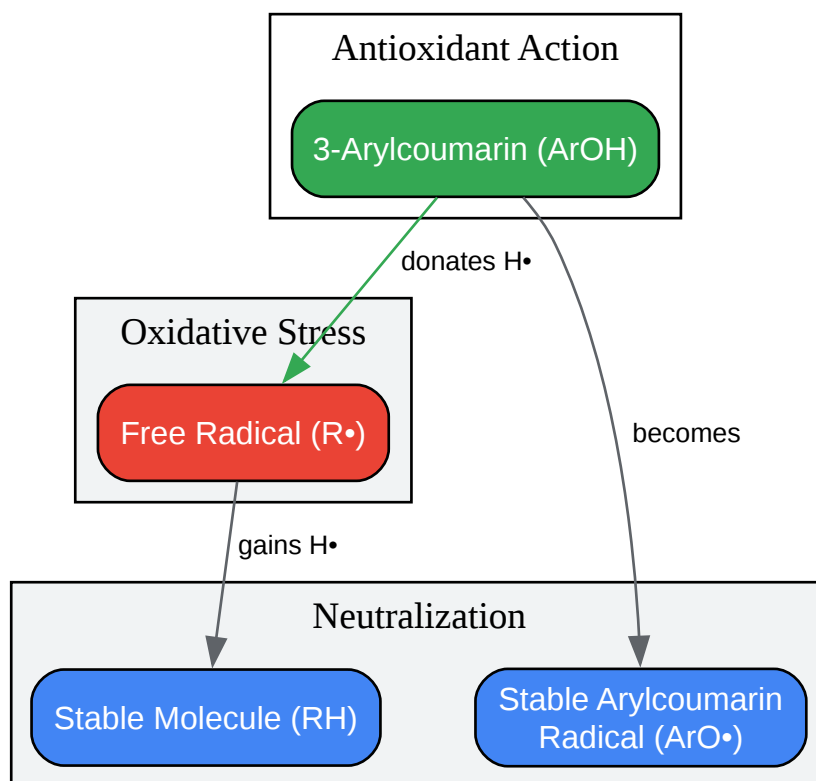 Antioxidant Action
3-Arylcoumarin (ArOH)
donates H•
Oxidative Stress
Free Radical (R•)
becomes
gains H•
Neutralization
Stable Molecule (RH)
Stable Arylcoumarin
Radical (ArO•)